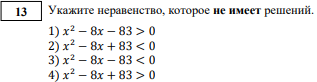 13
Укажите неравенство, которое не имеет решений.
1) x² − 8x − 83 > 0
2) x² − 8x + 83 < 0
3) x² − 8x − 83 < 0
4) x² − 8x + 83 > 0